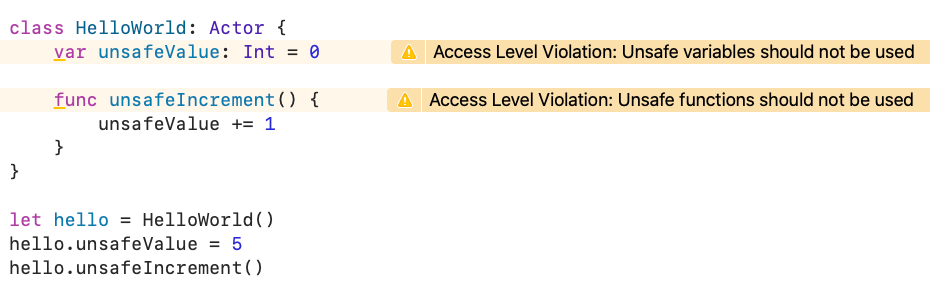 class HelloWorld: Actor {
    var unsafeValue: Int = 0    Access Level Violation: Unsafe variables should not be used
    func unsafeIncrement() {    Access Level Violation: Unsafe functions should not be used
        unsafeValue += 1
    }
}
let hello = HelloWorld()
hello.unsafeValue = 5
hello.unsafeIncrement()